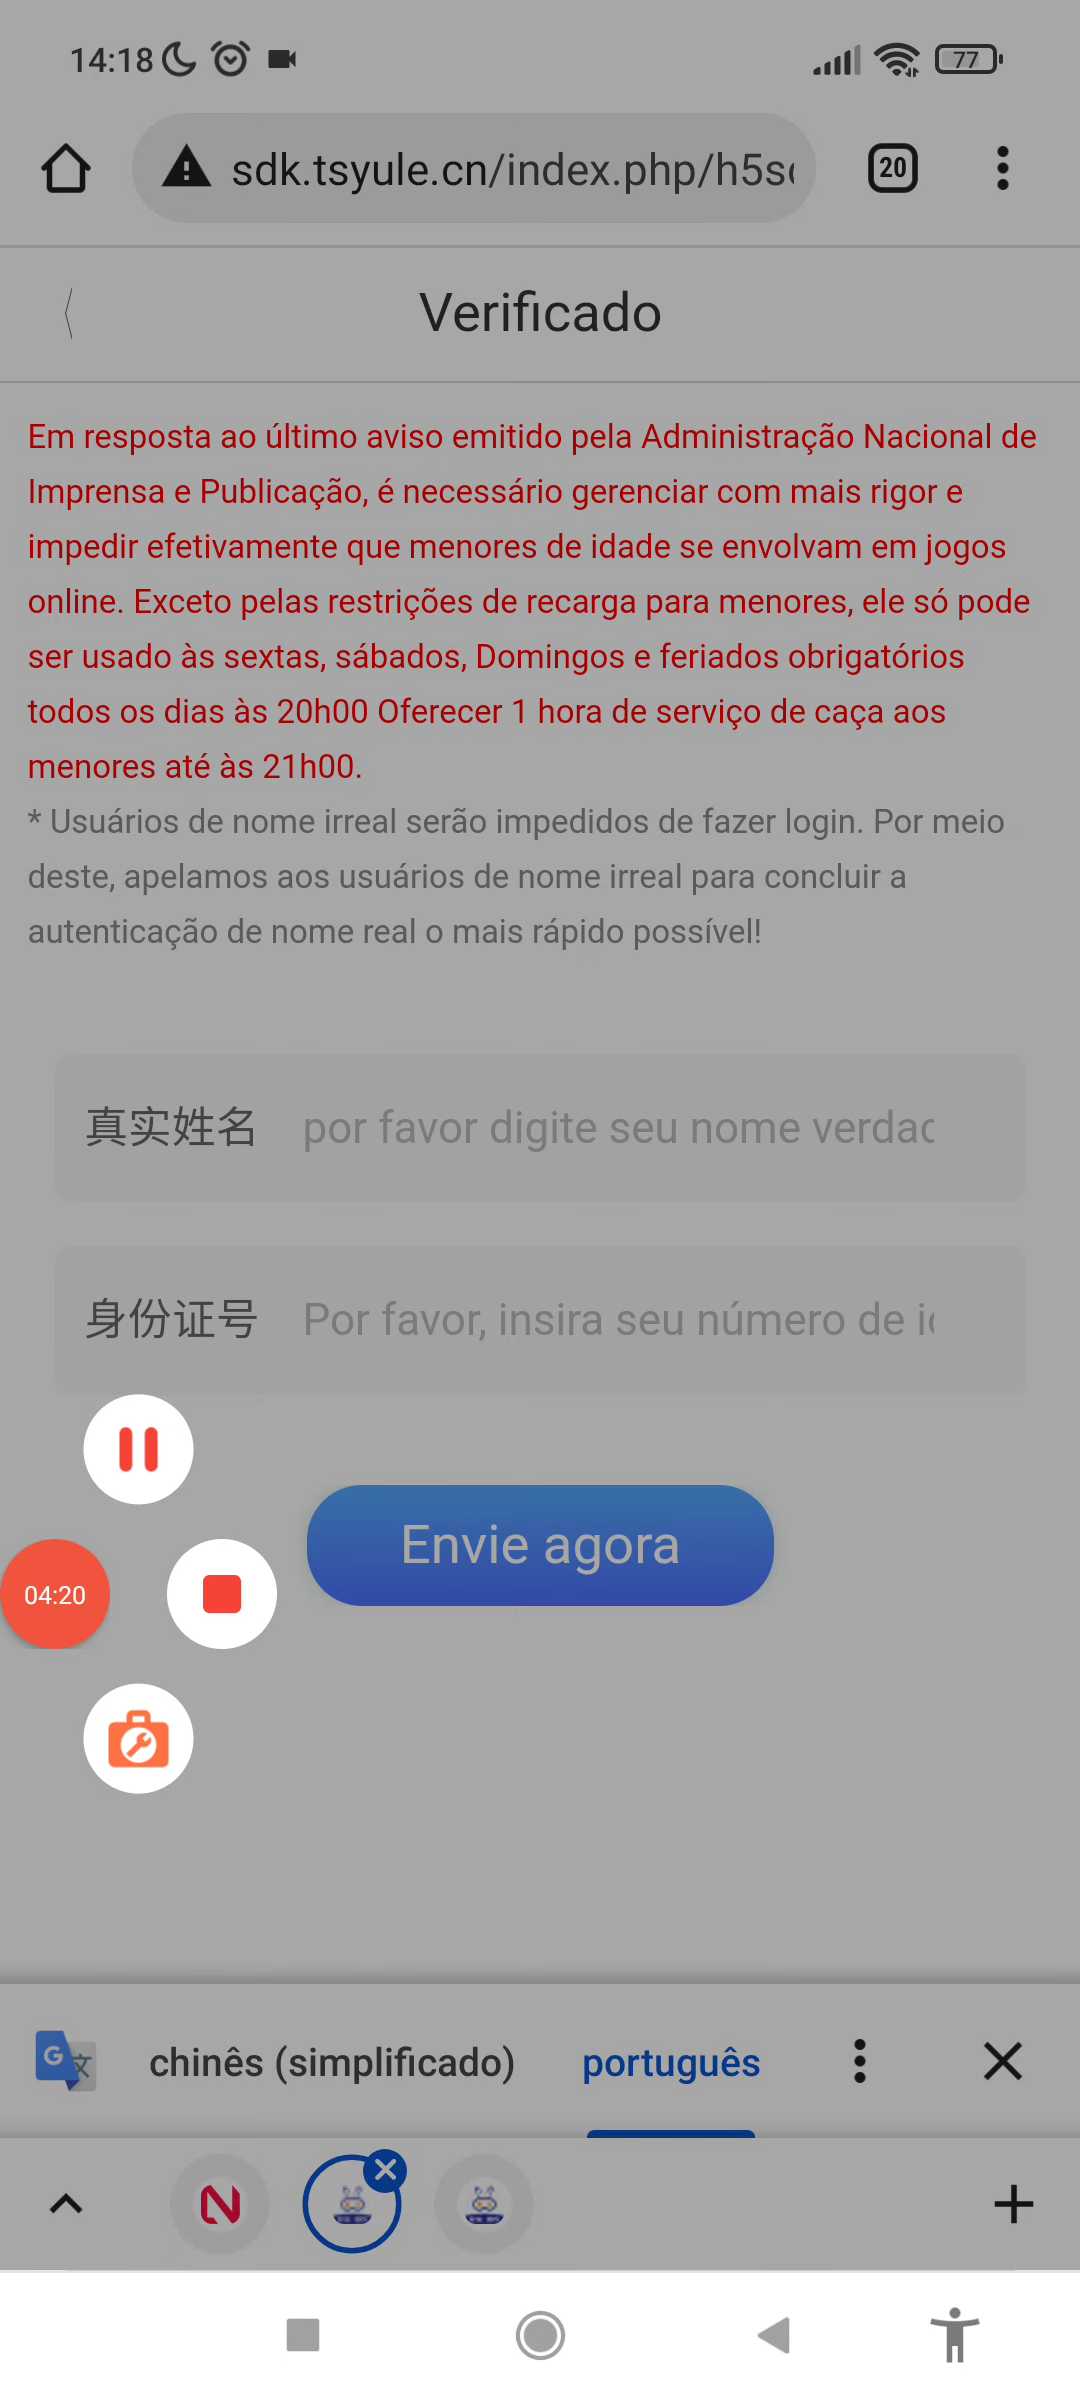 14:18
77
sdk.tsyule.cn/index.php/h5s
20
Verificado
Em resposta ao último aviso emitido pela Administração Nacional de
Imprensa e Publicação, é necessário gerenciar com mais rigor e
impedir efetivamente que menores de idade se envolvam em jogos
online. Exceto pelas restrições de recarga para menores, ele só pode
ser usado às sextas, sábados, Domingos e feriados obrigatórios
todos os dias às 20h00 Oferecer 1 hora de serviço de caça aos
menores até às 21h00.
* Usuários de nome irreal serão impedidos de fazer login. Por meio
deste, apelamos aos usuários de nome irreal para concluir a
autenticação de nome real o mais rápido possível!
真实姓名 por favor digite seu nome verdad
身份证号 Por favor, insira seu número de i
Envie agora
04:20
chinês (simplificado) português